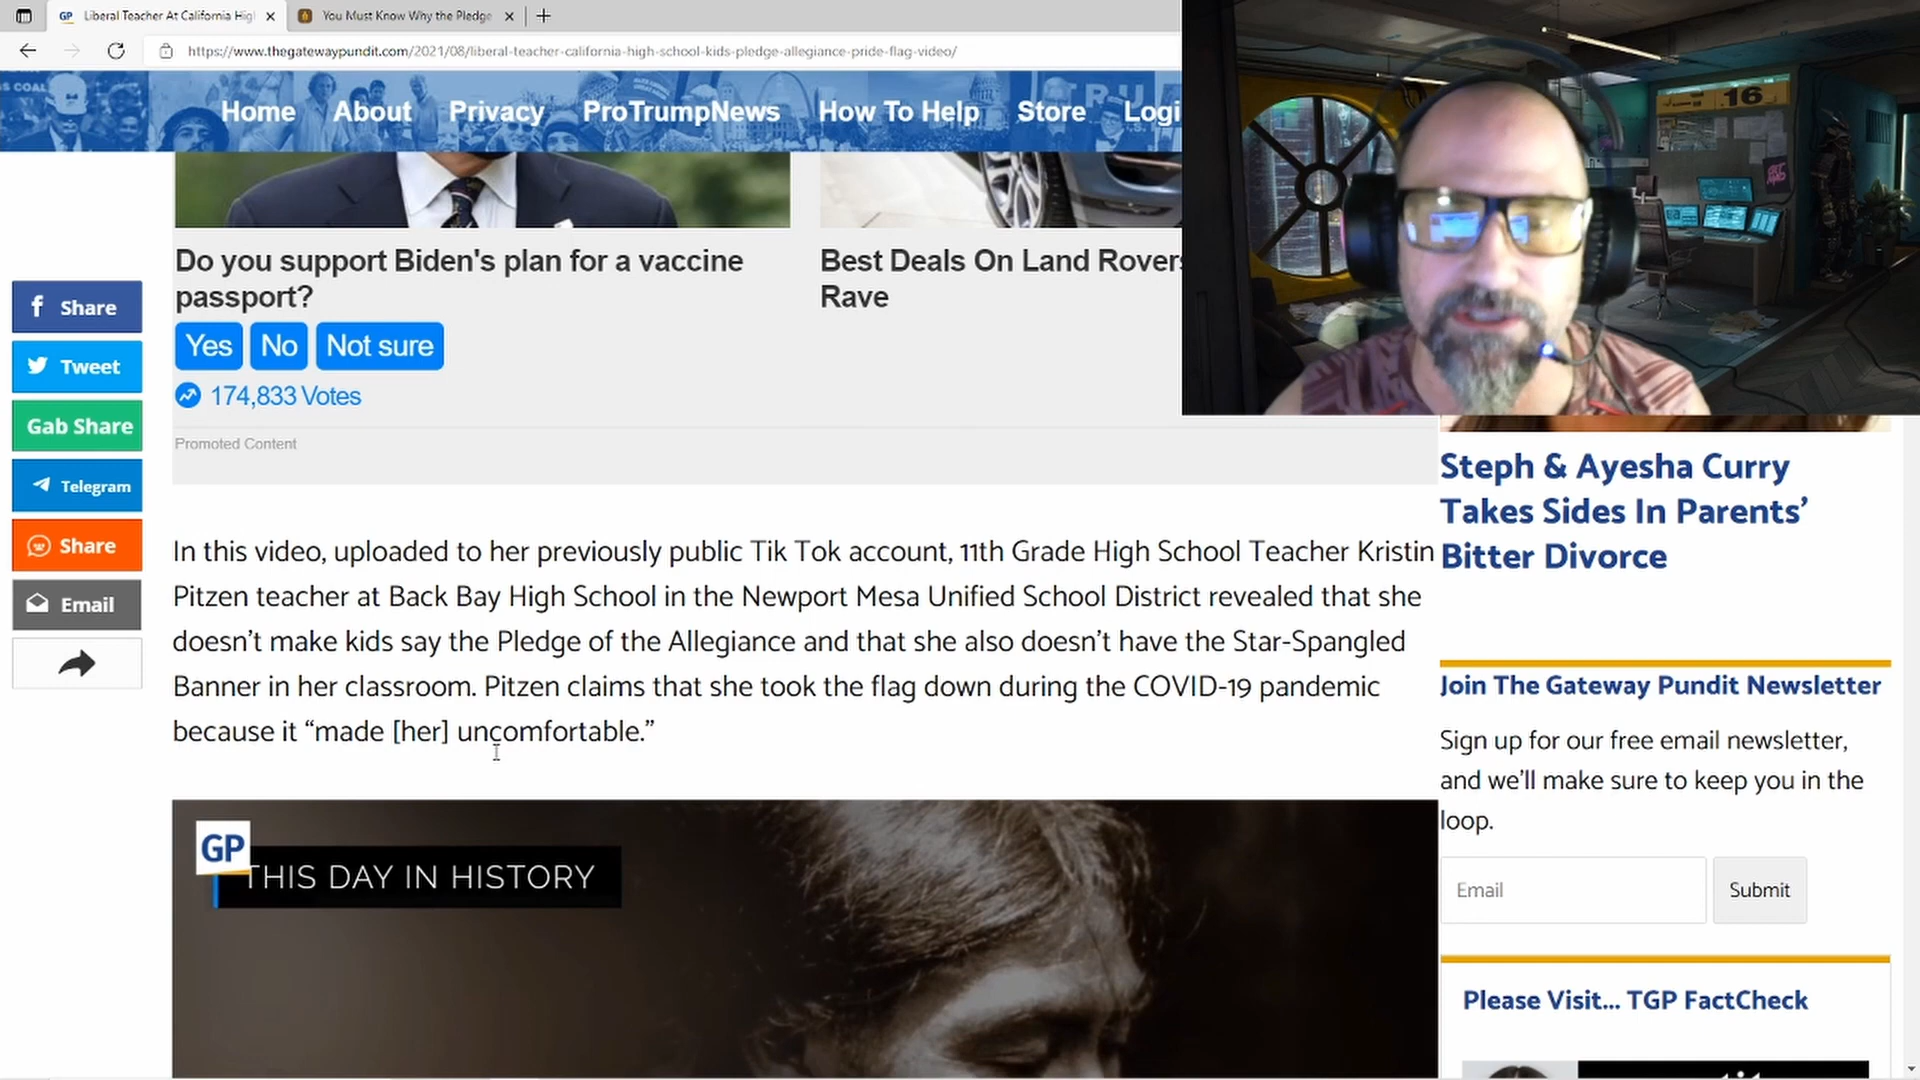 GP Liberal Teacher At California Hig
You Must Know Why the Pledge
https://www.thegatewaypundit.com/2021/08/liberal-teacher-california-high-school-kids-pledge-allegiance-pride-flag-video/
S COAL
TRU
Home About Privacy ProTrumpNews How To Help Store Logi
16
Do you support Biden's plan for a vaccine
passport?
Yes No Not sure
174,833 Votes
Promoted Content
Best Deals On Land Rovers
Rave
Share
Tweet
Gab Share
Telegram
Share
Email
In this video, uploaded to her previously public Tik Tok account, 11th Grade High School Teacher Kristin
Pitzen teacher at Back Bay High School in the Newport Mesa Unified School District revealed that she
doesn't make kids say the Pledge of the Allegiance and that she also doesn't have the Star-Spangled
Banner in her classroom. Pitzen claims that she took the flag down during the COVID-19 pandemic
because it “made [her] uncomfortable.”
GP
THIS DAY IN HISTORY
Steph & Ayesha Curry
Takes Sides In Parents’
Bitter Divorce
Join The Gateway Pundit Newsletter
Sign up for our free email newsletter,
and we’ll make sure to keep you in the
loop.
Email
Submit
Please Visit... TGP FactCheck